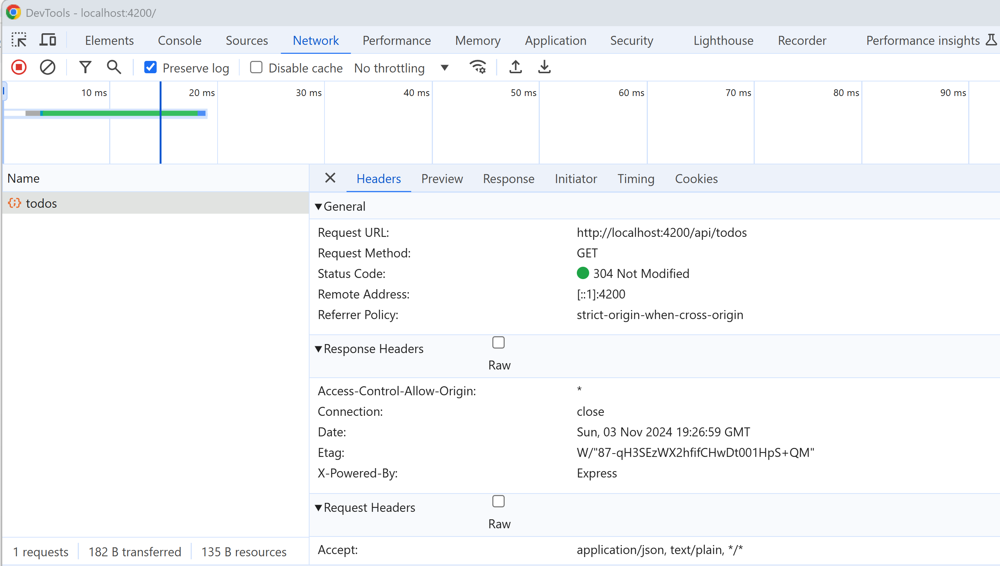 DevTools - localhost:4200/
Elements Console Sources Network Performance Memory Application Security Lighthouse Recorder Performance insights
Preserve log Disable cache No throttling
10 ms 20 ms 30 ms 40 ms 50 ms 60 ms 70 ms 80 ms 90 ms
Name
todos
Headers Preview Response Initiator Timing Cookies
General
Request URL: http://localhost:4200/api/todos
Request Method: GET
Status Code: 304 Not Modified
Remote Address: [::1]:4200
Referrer Policy: strict-origin-when-cross-origin
Response Headers
Raw
Access-Control-Allow-Origin: *
Connection: close
Date: Sun, 03 Nov 2024 19:26:59 GMT
Etag: W/"87-qH3SEzWX2hfifCHwDt001HpS+QM"
X-Powered-By: Express
Request Headers
Raw
Accept: application/json, text/plain, */*
1 requests 182 B transferred 135 B resources